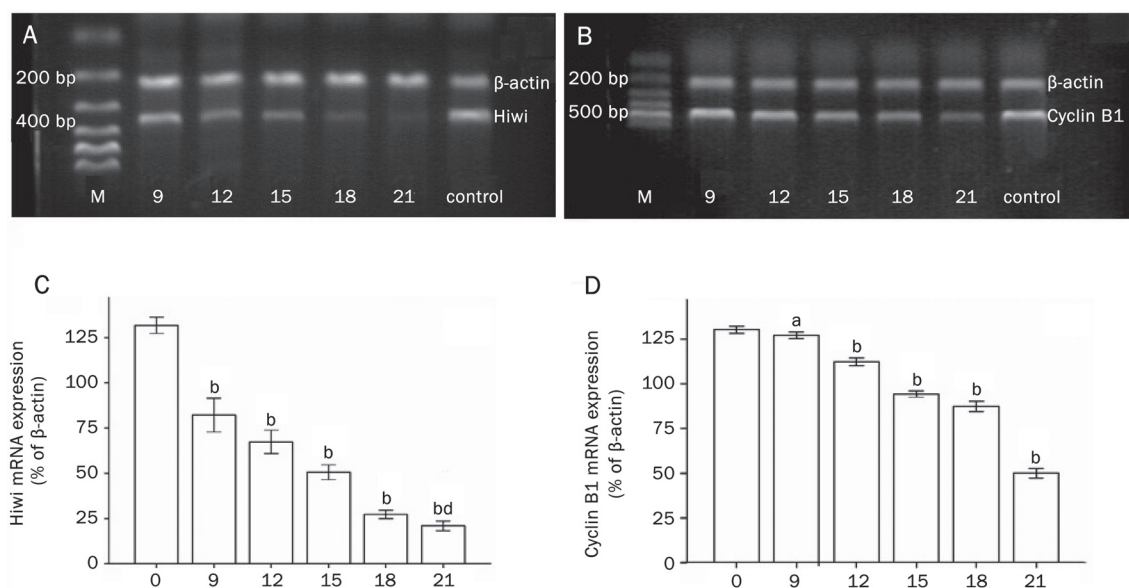 A
200 bp
β-actin
400 bp
Hiwi
M 9 12 15 18 21 control
B
200 bp
β-actin
500 bp
Cyclin B1
M 9 12 15 18 21 control
C
Hiwi mRNA expression
(% of β-actin)
125
100
75
50
25
0
b
b
b
b
bd
0 9 12 15 18 21
D
Cyclin B1 mRNA expression
(% of β-actin)
125
100
75
50
25
0
a
b
b
b
b
0 9 12 15 18 21